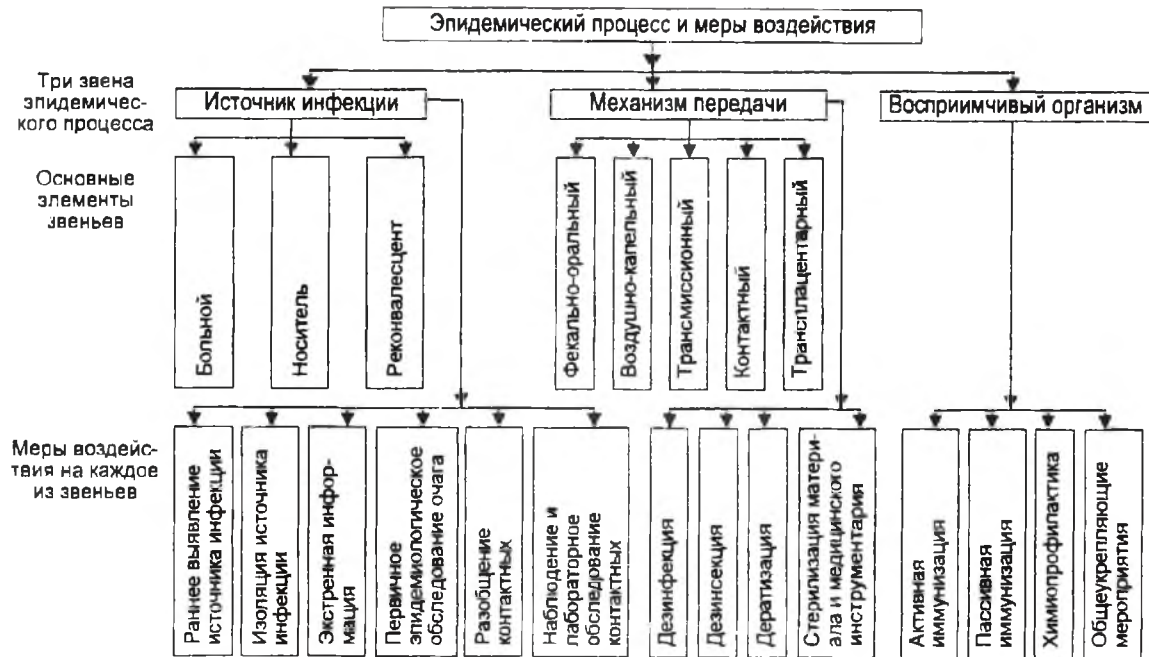 Эпидемический процесс и меры воздействия
Три звена
эпидемичес-
кого процесса
Источник инфекции
Механизм передачи
Восприимчивый организм
Основные
элементы
звеньев
Больной
Носитель
Реконвалесцент
Фекально-оральный
Воздушно-капельный
Трансмиссионный
Контактный
Трансплацентарный
Меры воздейс-
твия на каждое
из звеньев
Раннее выявление
источника инфекции
Изоляция источника
инфекции
Экстренная инфор-
мация
Первичное
эпидемиологическое
обследование очага
Разобщение
контактных
Наблюдение и
лабораторное
обследование
контактных
Дезинфекция
Дезинсекция
Дератизация
Стерилизация матери-
ала и медицинского
инструментария
Активная
иммунизация
Пассивная
иммунизация
Химиопрофилактика
Общеукрепляющие
мероприятия